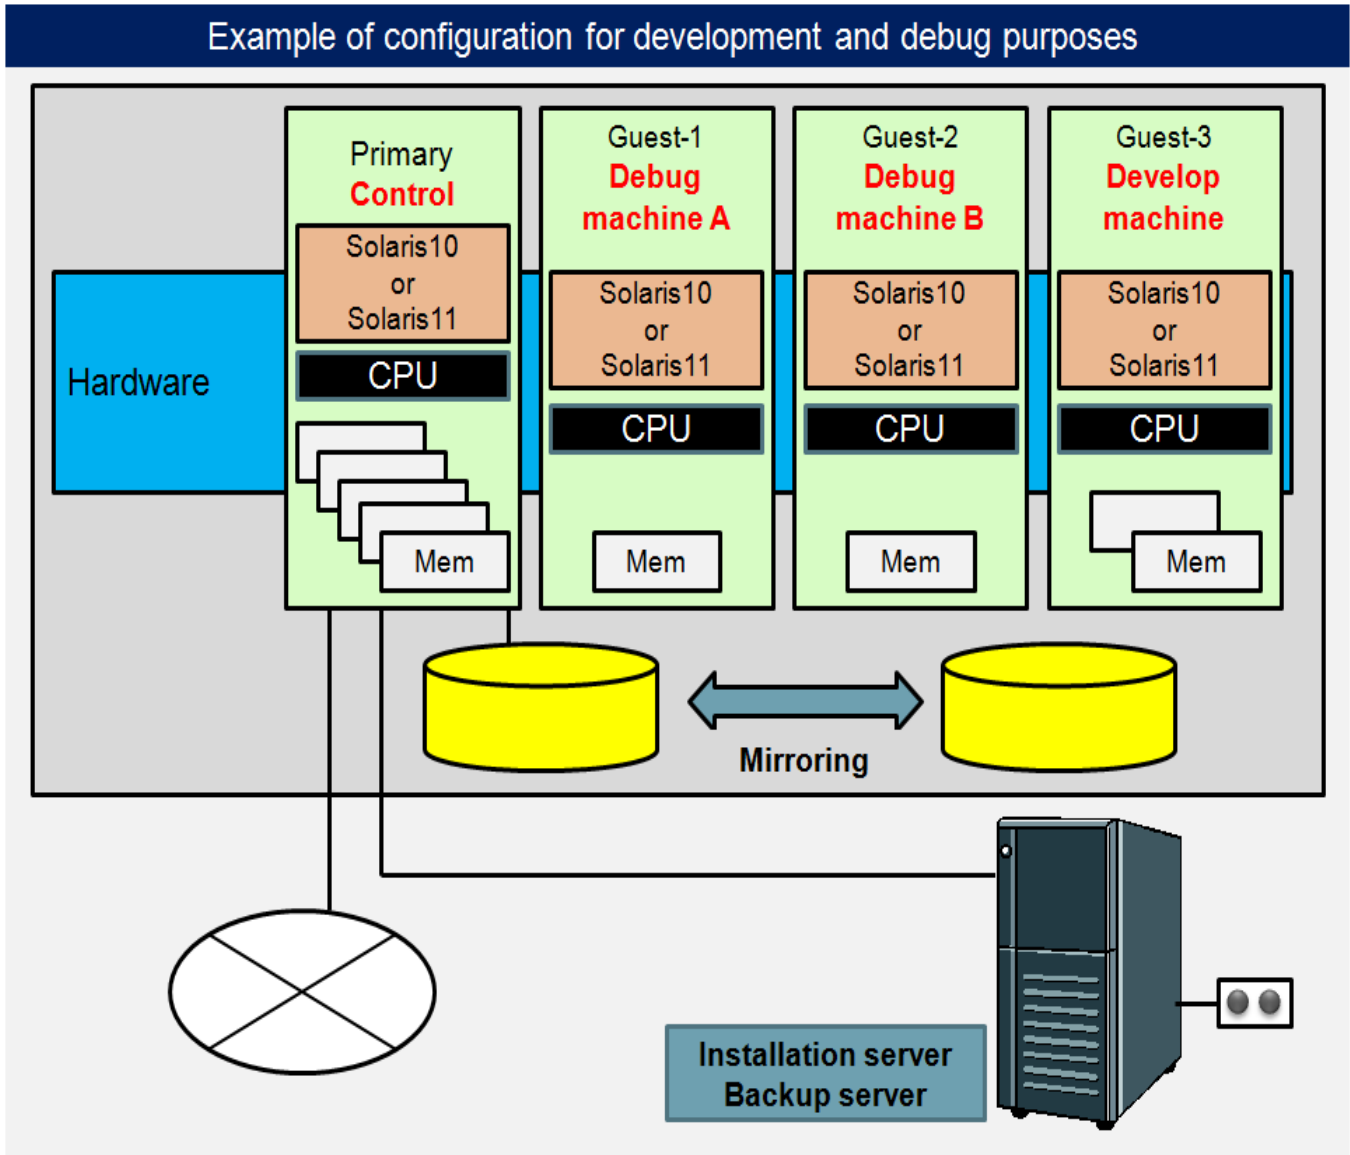 Example of configuration for development and debug purposes
Primary
Control
Solaris10
or
Solaris11
CPU
Mem
Guest-1
Debug
machine A
Solaris10
or
Solaris11
CPU
Mem
Guest-2
Debug
machine B
Solaris10
or
Solaris11
CPU
Mem
Guest-3
Develop
machine
Solaris10
or
Solaris11
CPU
Mem
Hardware
Mirroring
Installation server
Backup server